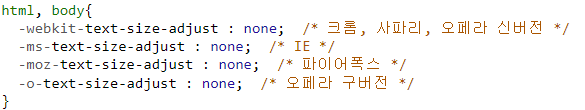 html, body{
-webkit-text-size-adjust : none;  /* 크롬, 사파리, 오페라 신버전 */
-ms-text-size-adjust : none;  /* IE */
-moz-text-size-adjust : none;  /* 파이어폭스 */
-o-text-size-adjust : none;  /* 오페라 구버전 */
}